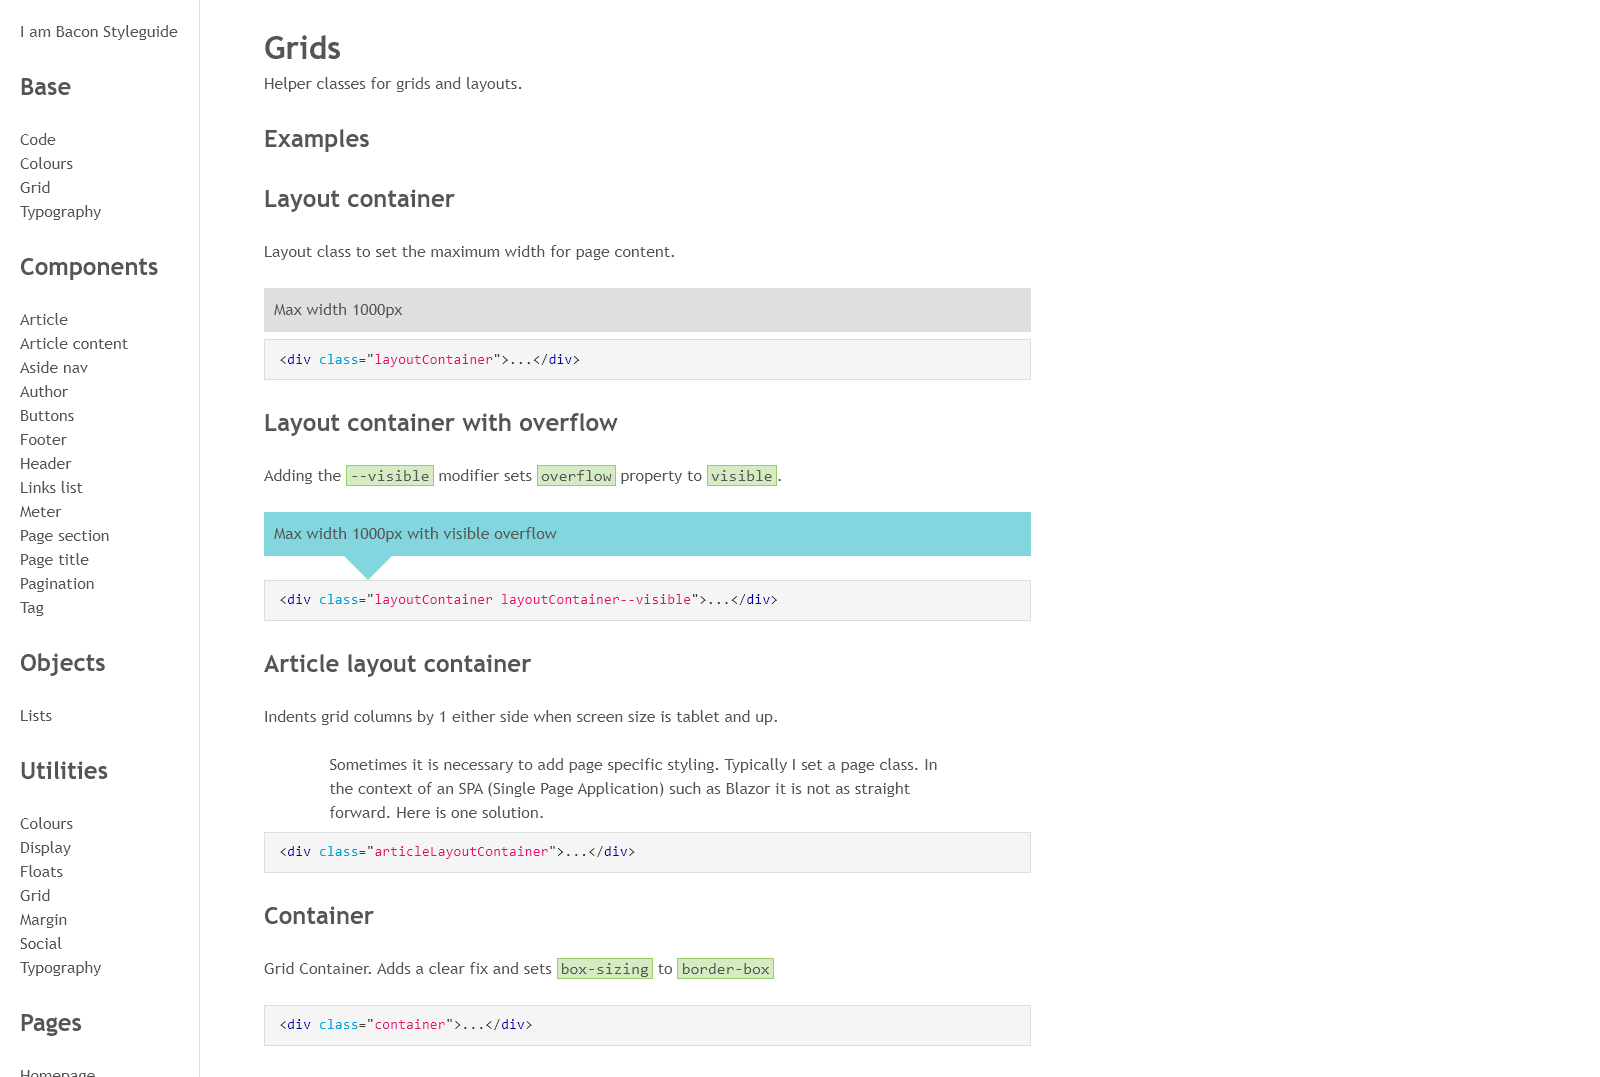 I am Bacon Styleguide
Base
Code
Colours
Grid
Typography
Components
Article
Article content
Aside nav
Author
Buttons
Footer
Header
Links list
Meter
Page section
Page title
Pagination
Tag
Objects
Lists
Utilities
Colours
Display
Floats
Grid
Margin
Social
Typography
Pages
Homepage
Grids
Helper classes for grids and layouts.
Examples
Layout container
Layout class to set the maximum width for page content.
Max width 1000px
<div class="layoutContainer">...</div>
Layout container with overflow
Adding the --visible modifier sets overflow property to visible.
Max width 1000px with visible overflow
<div class="layoutContainer layoutContainer--visible">...</div>
Article layout container
Indents grid columns by 1 either side when screen size is tablet and up.
Sometimes it is necessary to add page specific styling. Typically I set a page class. In
the context of an SPA (Single Page Application) such as Blazor it is not as straight
forward. Here is one solution.
<div class="articleLayoutContainer">...</div>
Container
Grid Container. Adds a clear fix and sets box-sizing to border-box
<div class="container">...</div>